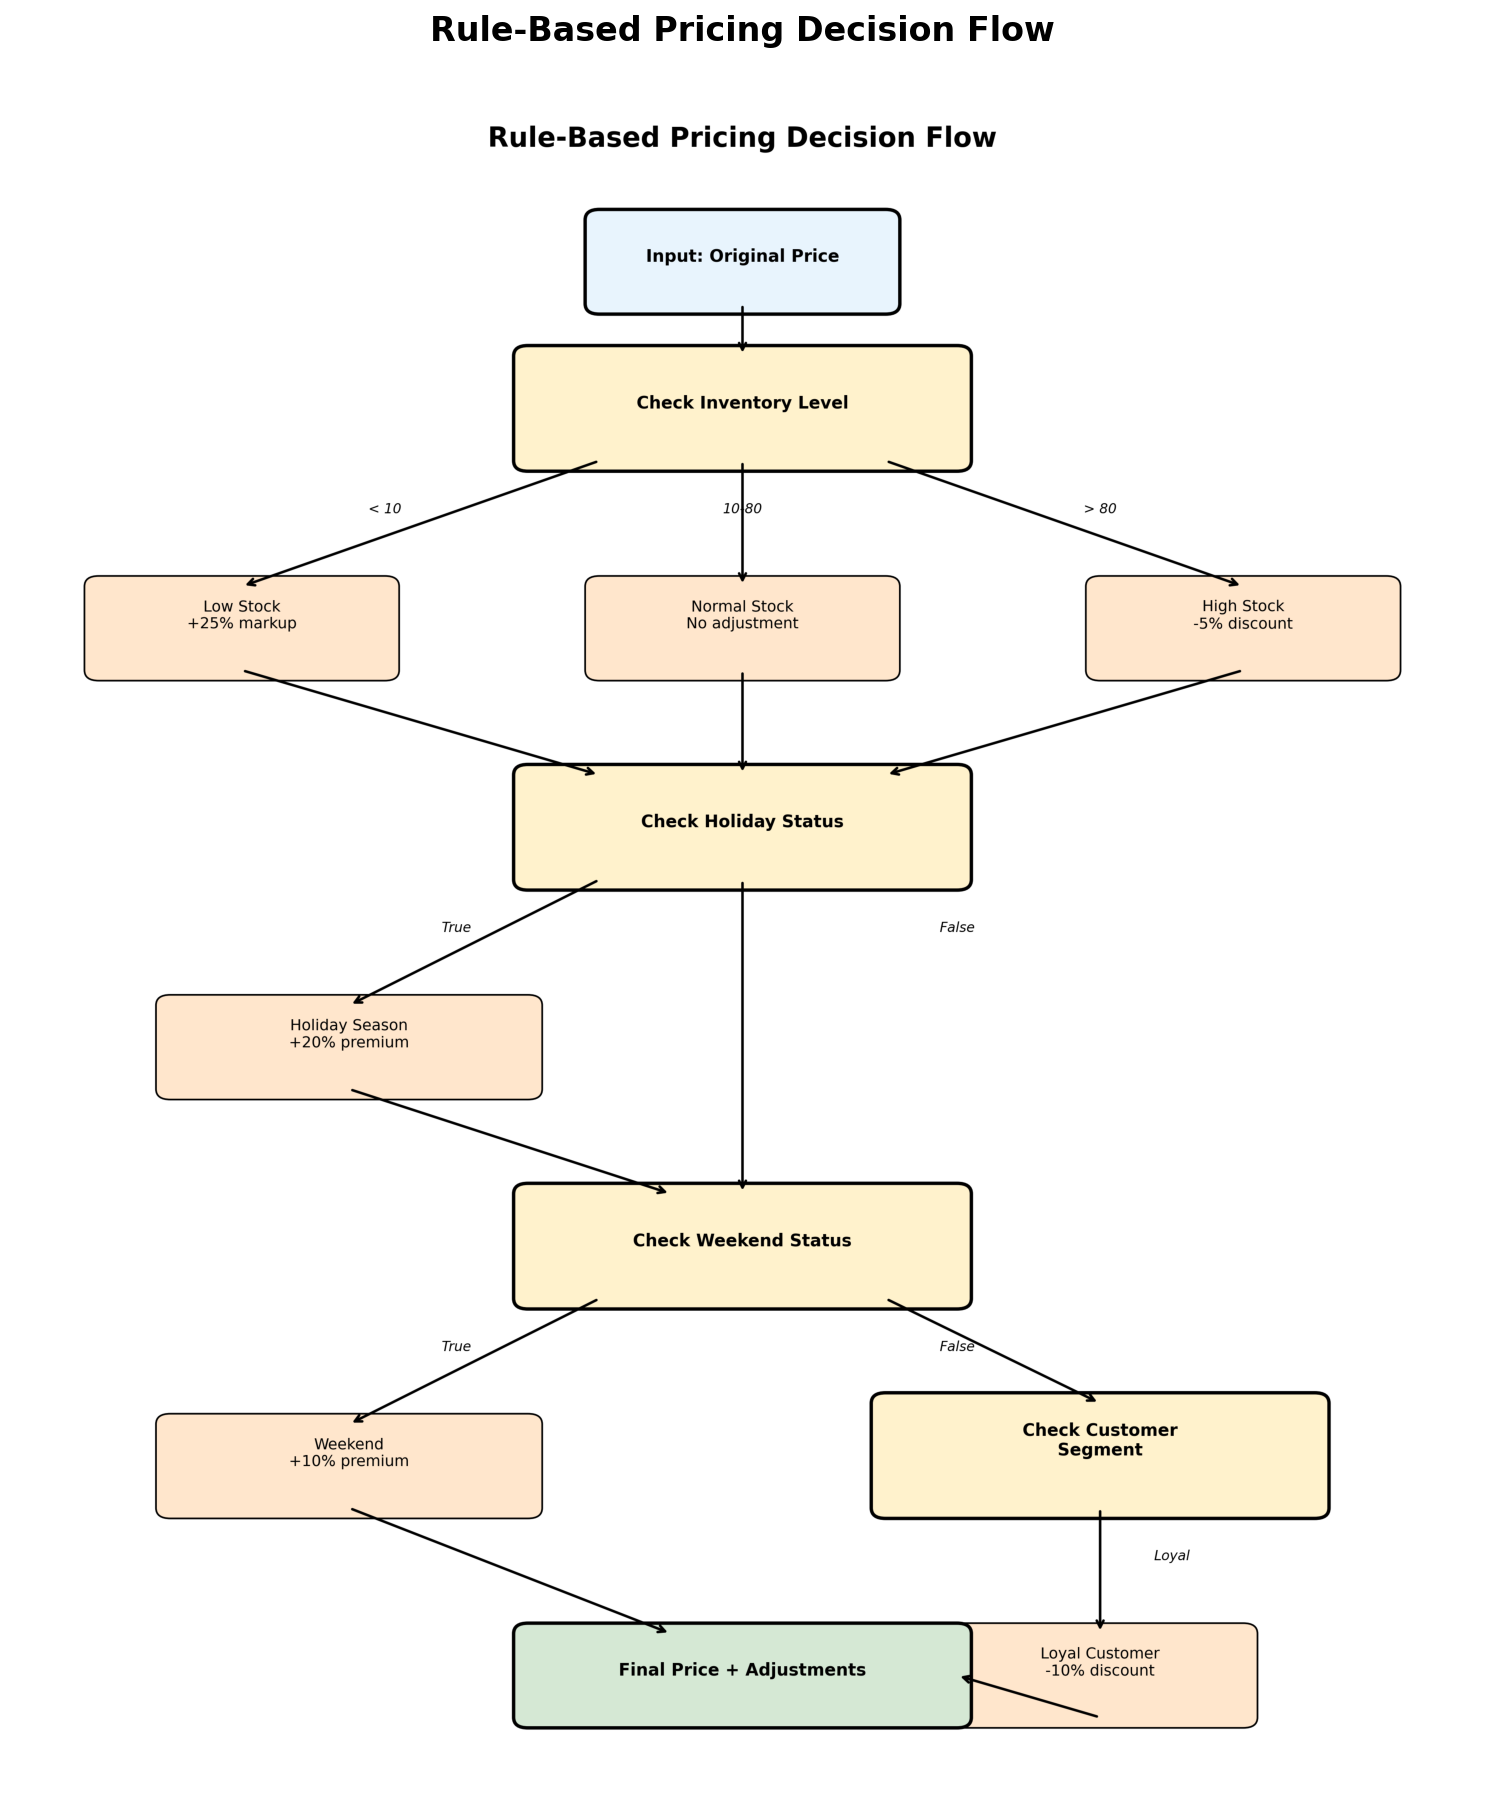 Rule-Based Pricing Decision Flow
Rule-Based Pricing Decision Flow
Input: Original Price
Check Inventory Level
< 10
10-80
> 80
Low Stock
+25% markup
Normal Stock
No adjustment
High Stock
-5% discount
Check Holiday Status
True
False
Holiday Season
+20% premium
Check Weekend Status
True
False
Weekend
+10% premium
Check Customer
Segment
Loyal
Final Price + Adjustments
Loyal Customer
-10% discount